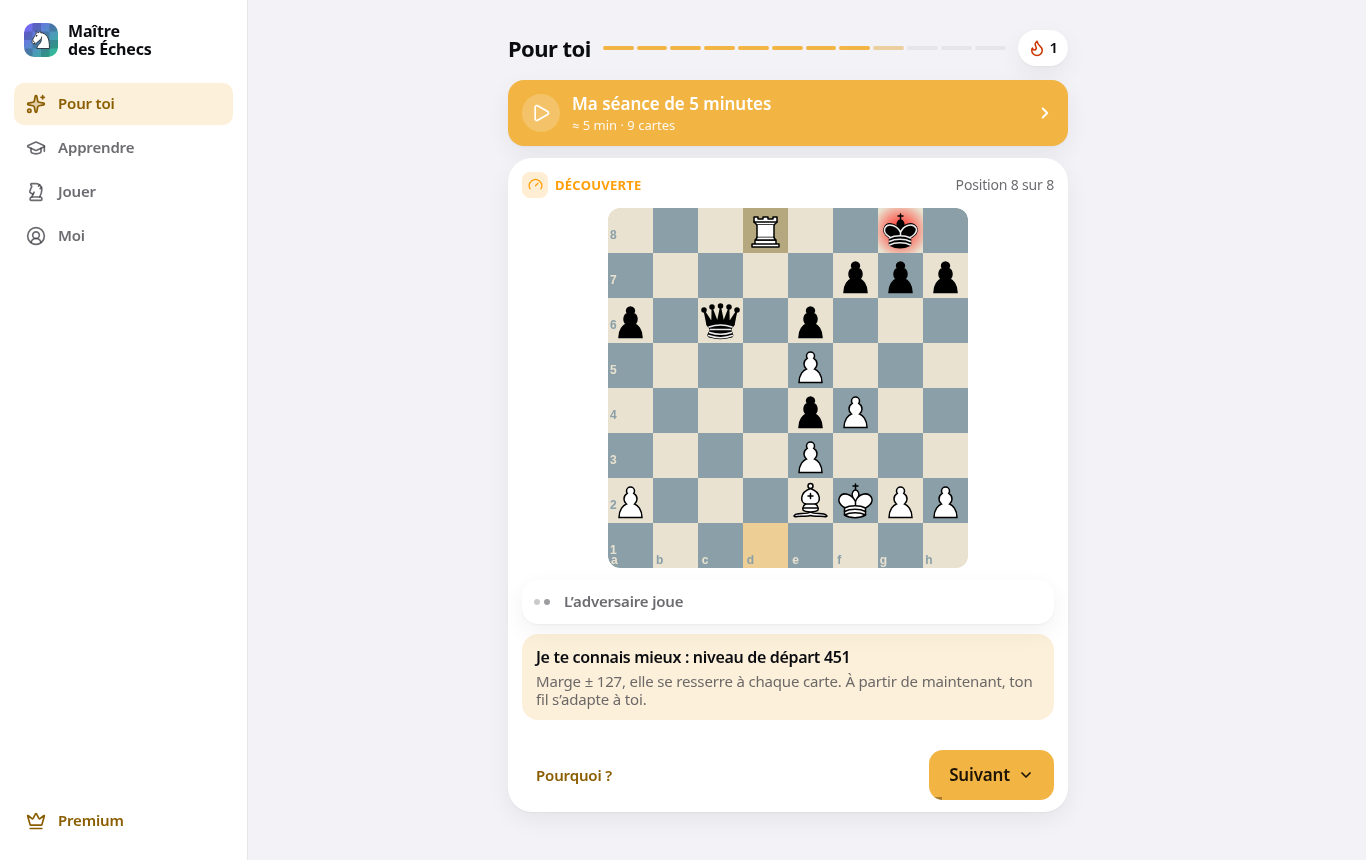 Maître
des Échecs
Pour toi
Apprendre
Jouer
Moi
Premium
Pour toi
1
Ma séance de 5 minutes
≈ 5 min · 9 cartes
DÉCOUVERTE
Position 8 sur 8
8
7
6
5
4
3
2
1
a b c d e f g h
L’adversaire joue
Je te connais mieux : niveau de départ 451
Marge ± 127, elle se resserre à chaque carte. À partir de maintenant, ton
fil s’adapte à toi.
Pourquoi ?
Suivant